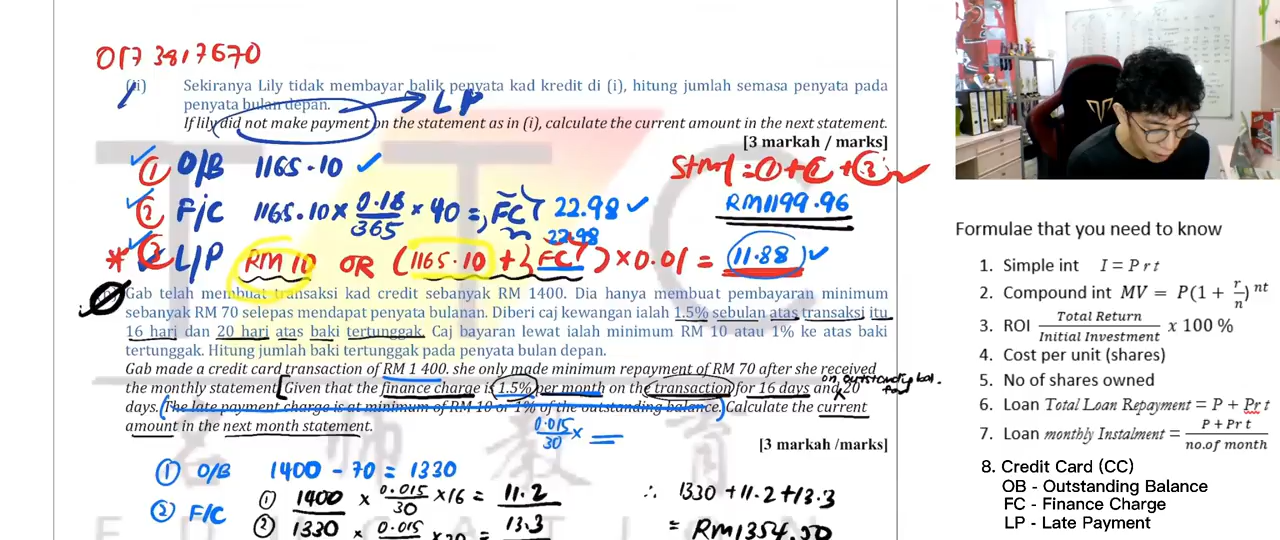 017 3817670
(ii) Sekiranya Lily tidak membayar balik penyata kad kredit di (i), hitung jumlah semasa penyata pada
penyata bulan depan.
→ LP
If lily did not make payment on the statement as in (i), calculate the current amount in the next statement.
[3 markah / marks]
① O/B 1165.10
Stmt = ① + ② + ③
② F/C 1165.10 × 0.18/365 × 40 = FC 22.98
RM1199.96
22.98
* ③ L/P RM 10 OR (1165.10 + FC) × 0.01 = 11.88
Gab telah membuat transaksi kad credit sebanyak RM 1400. Dia hanya membuat pembayaran minimum
sebanyak RM 70 selepas mendapat penyata bulanan. Diberi caj kewangan ialah 1.5% sebulan atas transaksi itu
16 hari dan 20 hari atas baki tertunggak. Caj bayaran lewat ialah minimum RM 10 atau 1% ke atas baki
tertunggak. Hitung jumlah baki tertunggak pada penyata bulan depan.
Gab made a credit card transaction of RM 1 400. she only made minimum repayment of RM 70 after she received
on outstanding bal.
the monthly statement. Given that the finance charge is 1.5% per month on the transaction for 16 days and 20
for
days. (The late payment charge is at minimum of RM 10 or 1% of the outstanding balance.) Calculate the current
amount in the next month statement.
0.015/30 ×
[3 markah /marks]
① O/B 1400 - 70 = 1330
② F/C ① 1400 × 0.015/30 × 16 = 11.2
∴ 1330 + 11.2 + 13.3
② 1330 × 0.015/30 × 20 = 13.3
= RM1354.50
TTC
名师教育
EDUCATION
Formulae that you need to know
1. Simple int I = P r t
2. Compound int MV = P(1 + r/n)^nt
3. ROI Total Return/Initial Investment x 100 %
4. Cost per unit (shares)
5. No of shares owned
6. Loan Total Loan Repayment = P + Pr t
7. Loan monthly Instalment = P + Pr t/no.of month
8. Credit Card (CC)
OB - Outstanding Balance
FC - Finance Charge
LP - Late Payment